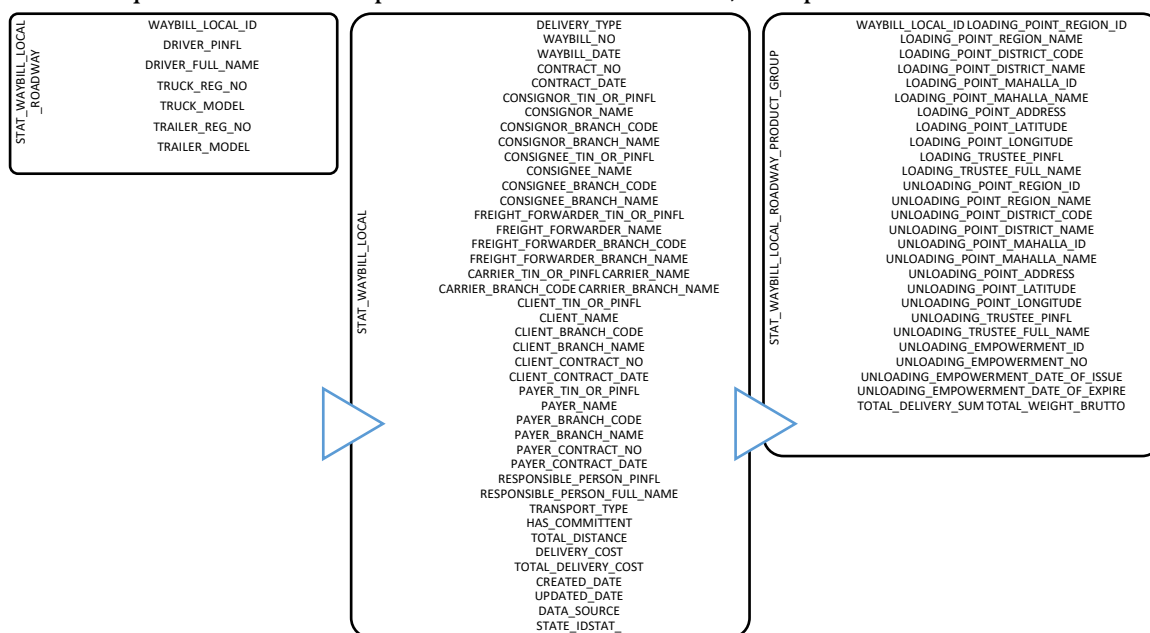 STAT_WAYBILL_LOCAL
_ROADWAY
WAYBILL_LOCAL_ID
DRIVER_PINFL
DRIVER_FULL_NAME
TRUCK_REG_NO
TRUCK_MODEL
TRAILER_REG_NO
TRAILER_MODEL
STAT_WAYBILL_LOCAL
DELIVERY_TYPE
WAYBILL_NO
WAYBILL_DATE
CONTRACT_NO
CONTRACT_DATE
CONSIGNOR_TIN_OR_PINFL
CONSIGNOR_NAME
CONSIGNOR_BRANCH_CODE
CONSIGNOR_BRANCH_NAME
CONSIGNEE_TIN_OR_PINFL
CONSIGNEE_NAME
CONSIGNEE_BRANCH_CODE
CONSIGNEE_BRANCH_NAME
FREIGHT_FORWARDER_TIN_OR_PINFL
FREIGHT_FORWARDER_NAME
FREIGHT_FORWARDER_BRANCH_CODE
FREIGHT_FORWARDER_BRANCH_NAME
CARRIER_TIN_OR_PINFL CARRIER_NAME
CARRIER_BRANCH_CODE CARRIER_BRANCH_NAME
CLIENT_TIN_OR_PINFL
CLIENT_NAME
CLIENT_BRANCH_CODE
CLIENT_BRANCH_NAME
CLIENT_CONTRACT_NO
CLIENT_CONTRACT_DATE
PAYER_TIN_OR_PINFL
PAYER_NAME
PAYER_BRANCH_CODE
PAYER_BRANCH_NAME
PAYER_CONTRACT_NO
PAYER_CONTRACT_DATE
RESPONSIBLE_PERSON_PINFL
RESPONSIBLE_PERSON_FULL_NAME
TRANSPORT_TYPE
HAS_COMMITTENT
TOTAL_DISTANCE
DELIVERY_COST
TOTAL_DELIVERY_COST
CREATED_DATE
UPDATED_DATE
DATA_SOURCE
STATE_IDSTAT_
STAT_WAYBILL_LOCAL_ROADWAY_PRODUCT_GROUP
WAYBILL_LOCAL_ID LOADING_POINT_REGION_ID
LOADING_POINT_REGION_NAME
LOADING_POINT_DISTRICT_CODE
LOADING_POINT_DISTRICT_NAME
LOADING_POINT_MAHALLA_ID
LOADING_POINT_MAHALLA_NAME
LOADING_POINT_ADDRESS
LOADING_POINT_LATITUDE
LOADING_POINT_LONGITUDE
LOADING_TRUSTEE_PINFL
LOADING_TRUSTEE_FULL_NAME
UNLOADING_POINT_REGION_ID
UNLOADING_POINT_REGION_NAME
UNLOADING_POINT_DISTRICT_CODE
UNLOADING_POINT_DISTRICT_NAME
UNLOADING_POINT_MAHALLA_ID
UNLOADING_POINT_MAHALLA_NAME
UNLOADING_POINT_ADDRESS
UNLOADING_POINT_LATITUDE
UNLOADING_POINT_LONGITUDE
UNLOADING_TRUSTEE_PINFL
UNLOADING_TRUSTEE_FULL_NAME
UNLOADING_EMPOWERMENT_ID
UNLOADING_EMPOWERMENT_NO
UNLOADING_EMPOWERMENT_DATE_OF_ISSUE
UNLOADING_EMPOWERMENT_DATE_OF_EXPIRE
TOTAL_DELIVERY_SUM TOTAL_WEIGHT_BRUTTO